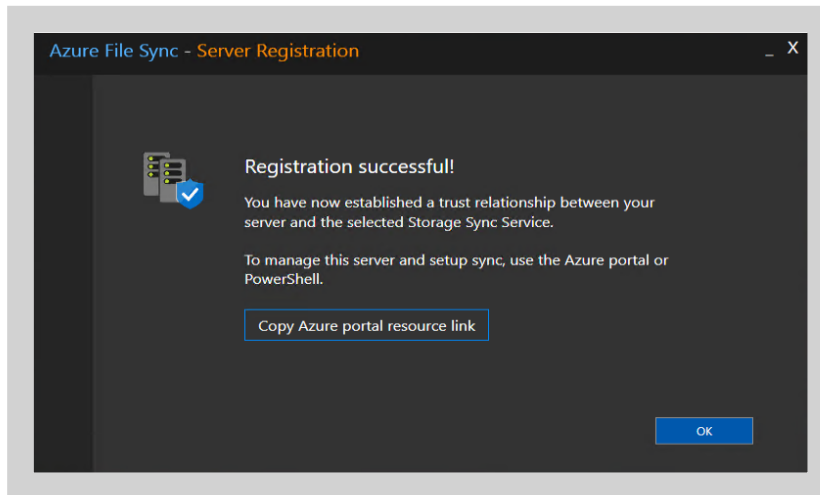 Azure File Sync - Server Registration
_ X
Registration successful!
You have now established a trust relationship between your
server and the selected Storage Sync Service.
To manage this server and setup sync, use the Azure portal or
PowerShell.
Copy Azure portal resource link
OK